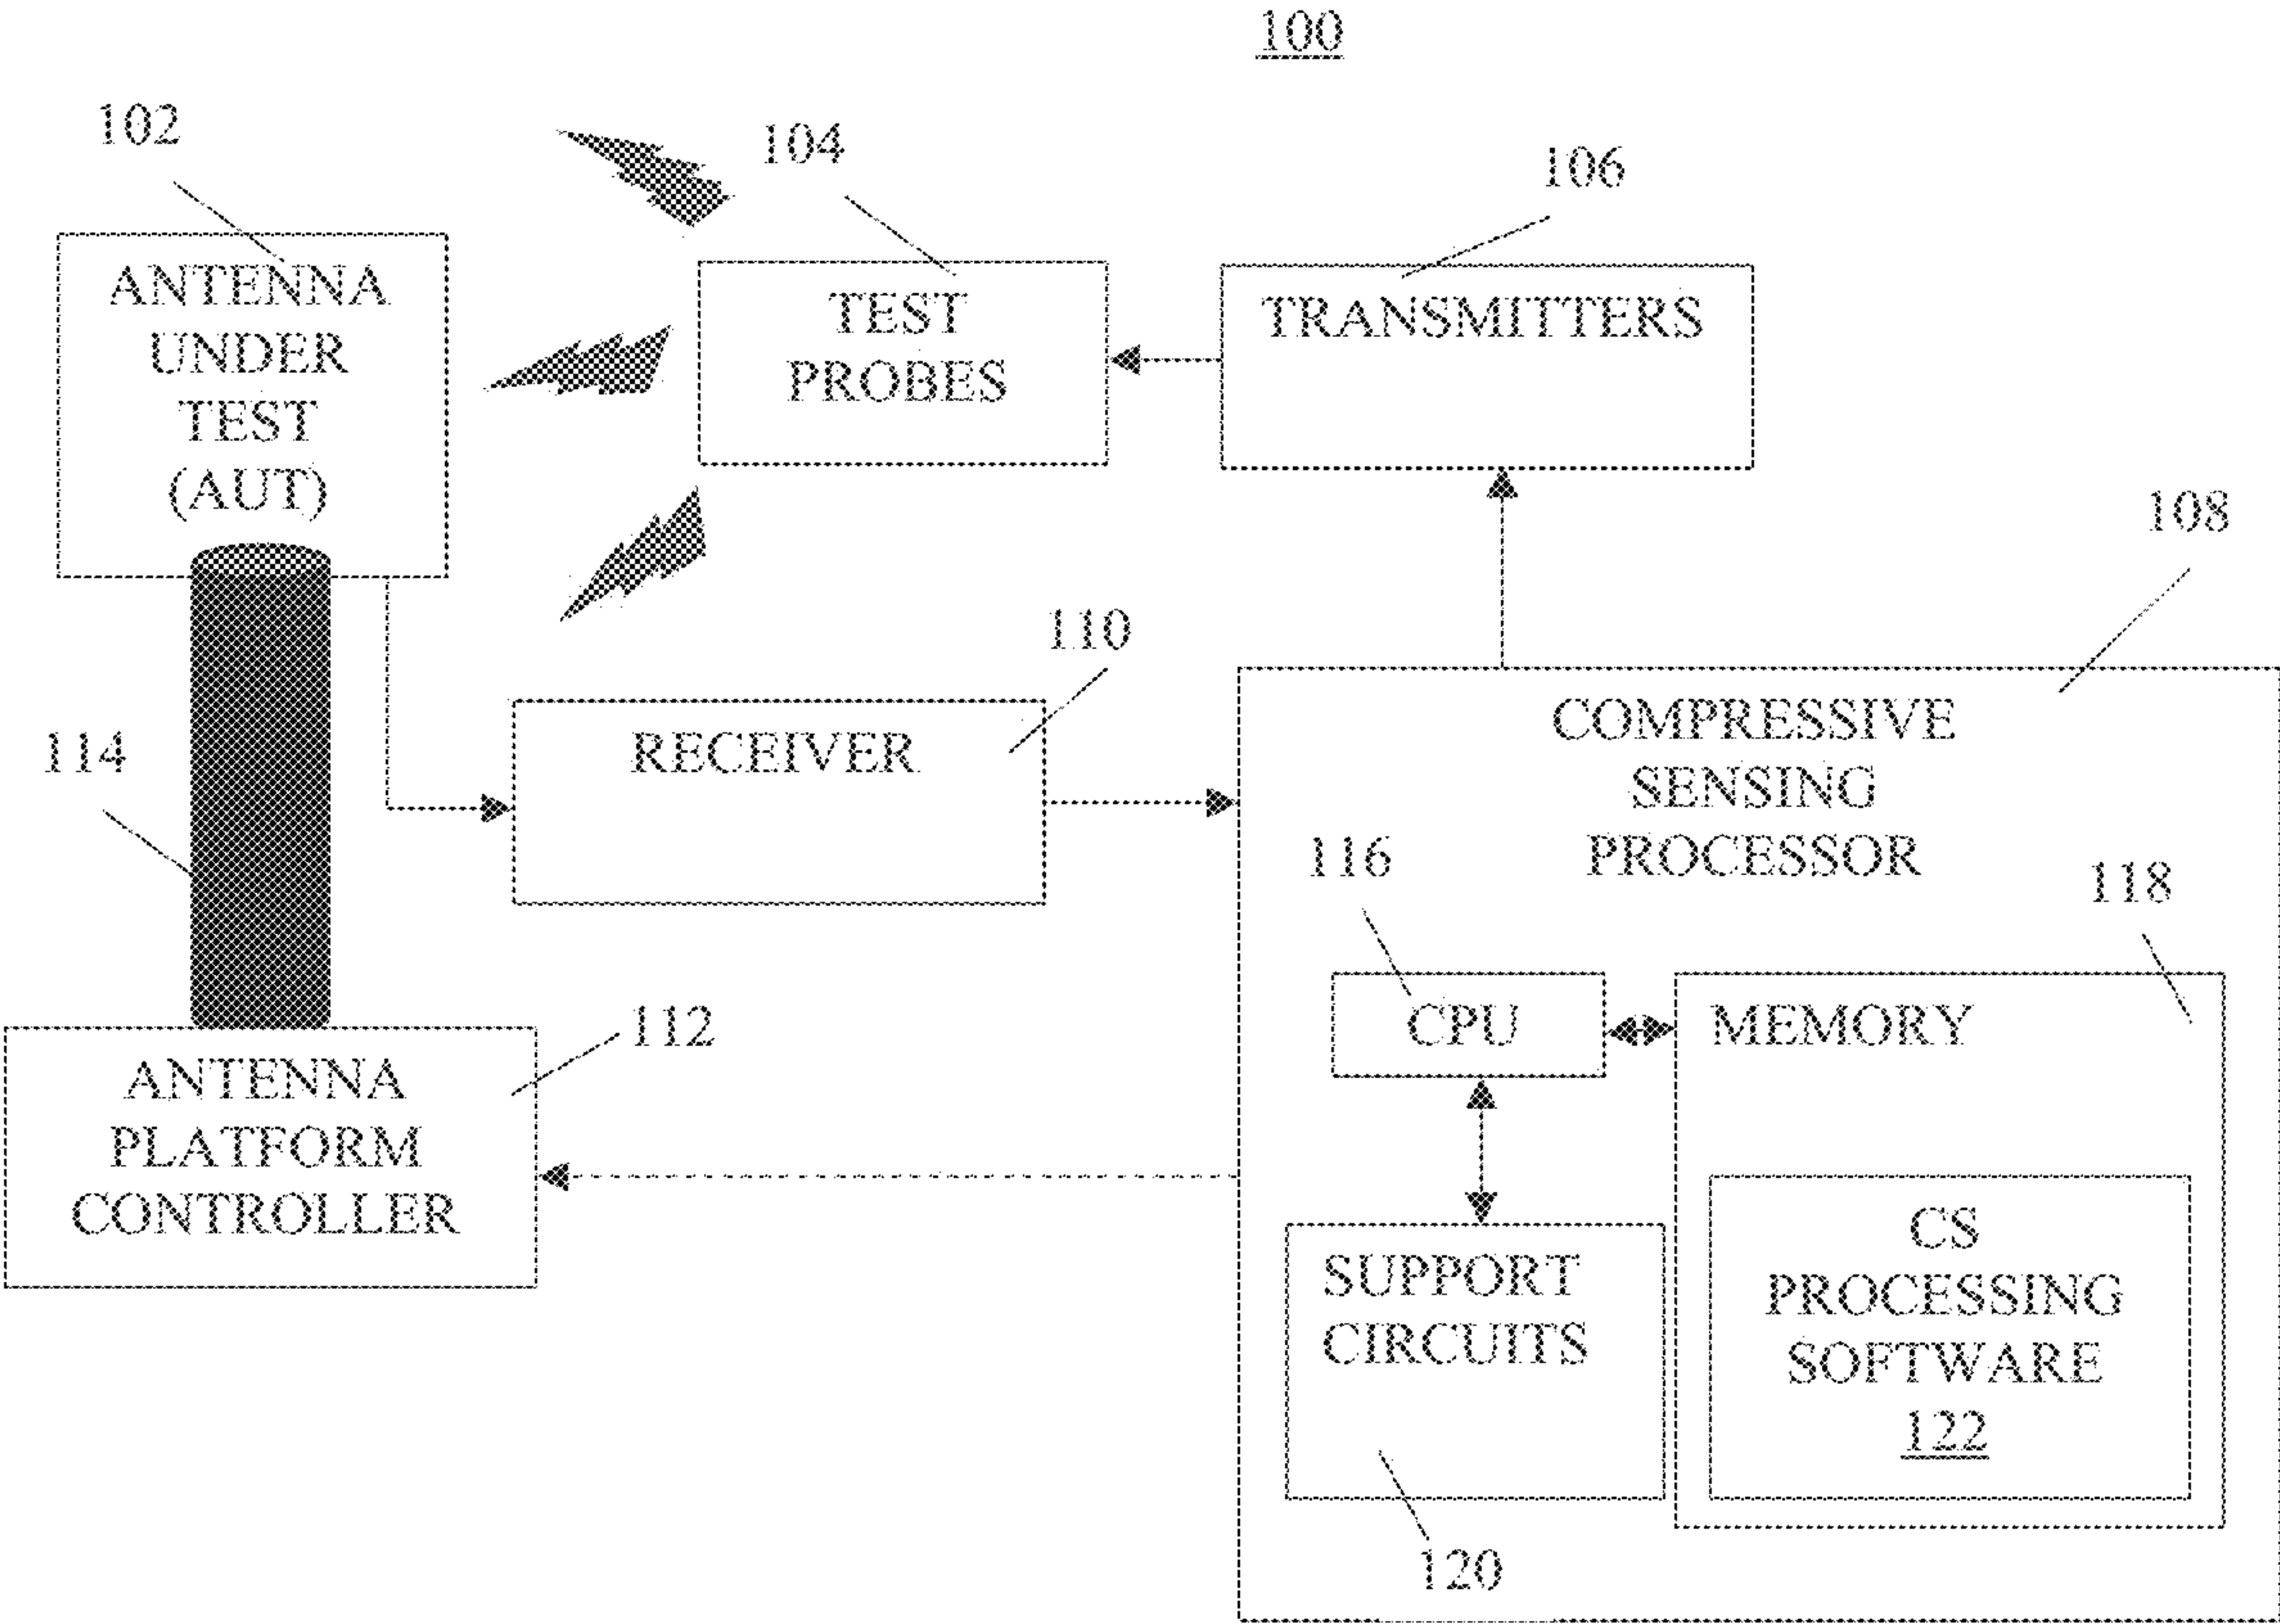 100
102
104
106
ANTENNA
UNDER
TEST
(AUT)
TEST
PROBES
TRANSMITTERS
108
110
RECEIVER
114
COMPRESSIVE
SENSING
PROCESSOR
116
118
CPU
MEMORY
112
ANTENNA
PLATFORM
CONTROLLER
SUPPORT
CIRCUITS
CS
PROCESSING
SOFTWARE
122
120